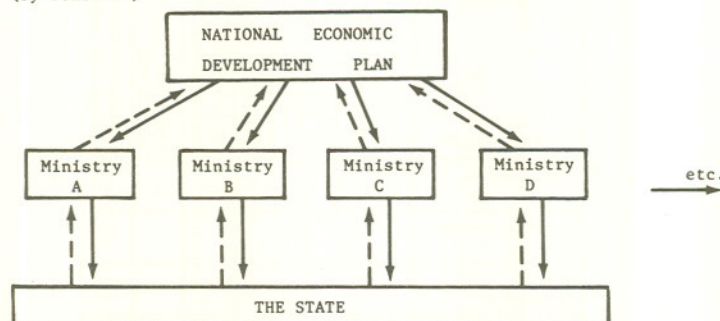 NATIONAL ECONOMIC
DEVELOPMENT PLAN
Ministry
A
Ministry
B
Ministry
C
Ministry
D
etc.
THE STATE